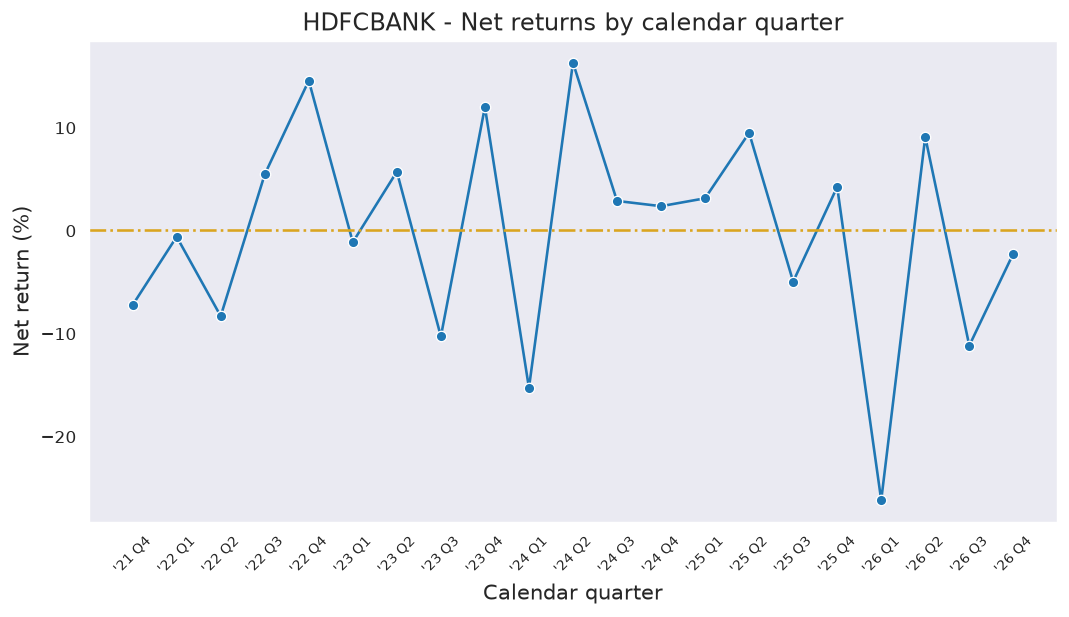 HDFCBANK - Net returns by calendar quarter
Net return (%)
10
0
−10
−20
'21 Q4
'22 Q1
'22 Q2
'22 Q3
'22 Q4
'23 Q1
'23 Q2
'23 Q3
'23 Q4
'24 Q1
'24 Q2
'24 Q3
'24 Q4
'25 Q1
'25 Q2
'25 Q3
'25 Q4
'26 Q1
'26 Q2
'26 Q3
'26 Q4
Calendar quarter